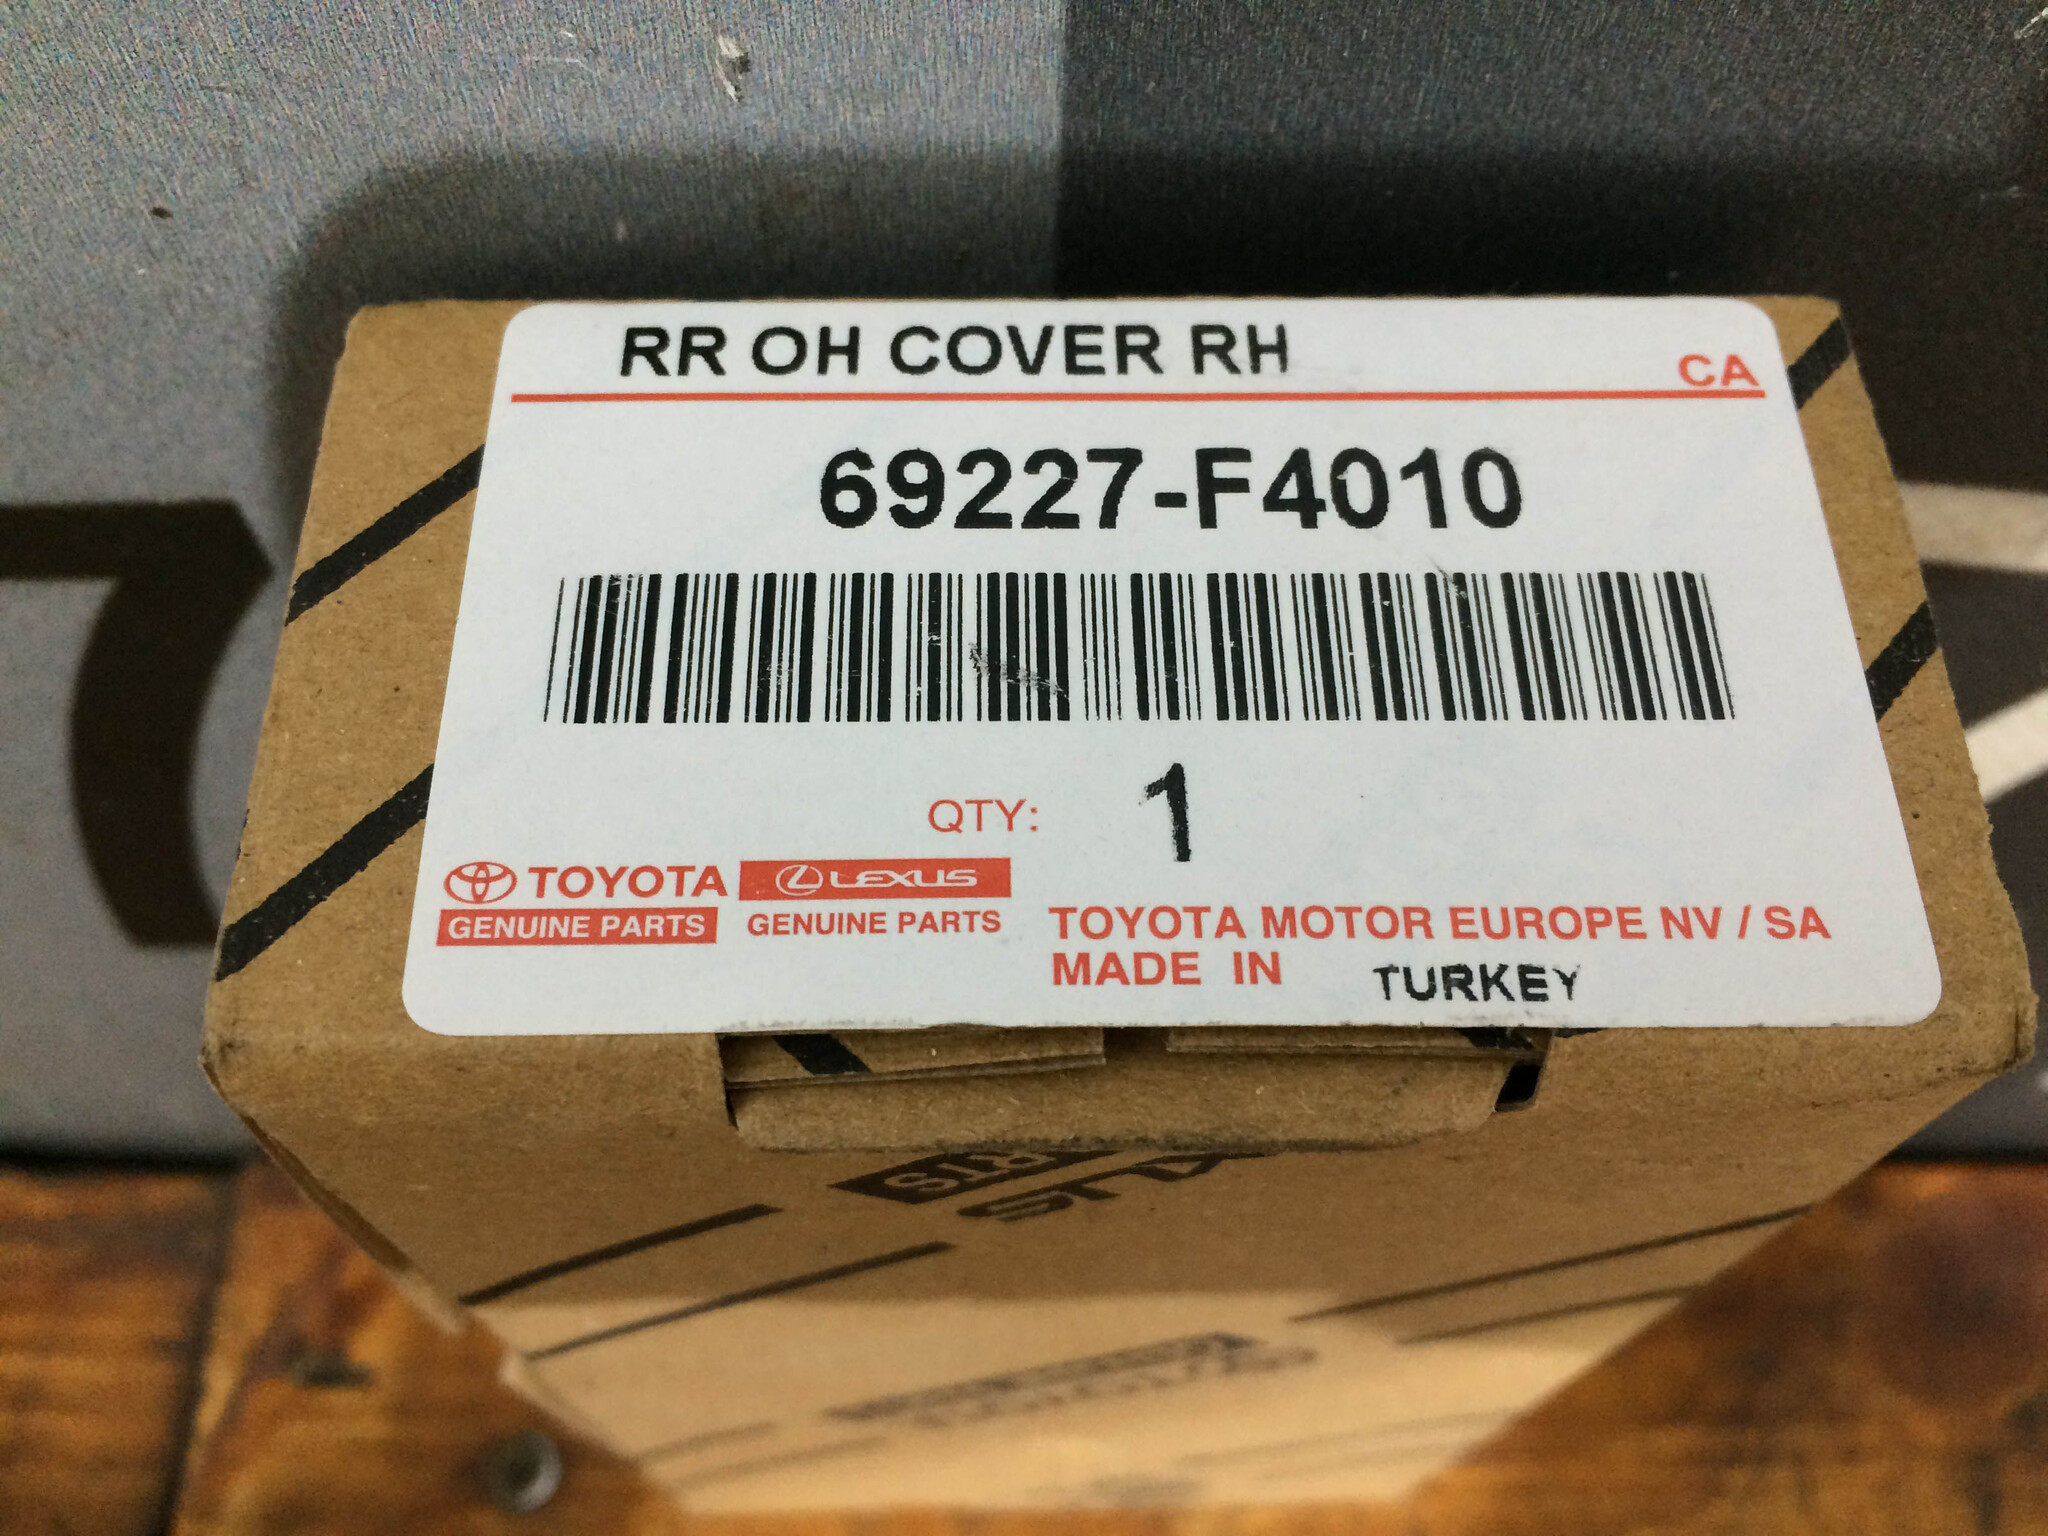 RR OH COVER RH
CA
69227-F4010
QTY: 1
TOYOTA LEXUS
GENUINE PARTS GENUINE PARTS
TOYOTA MOTOR EUROPE NV / SA
MADE IN TURKEY